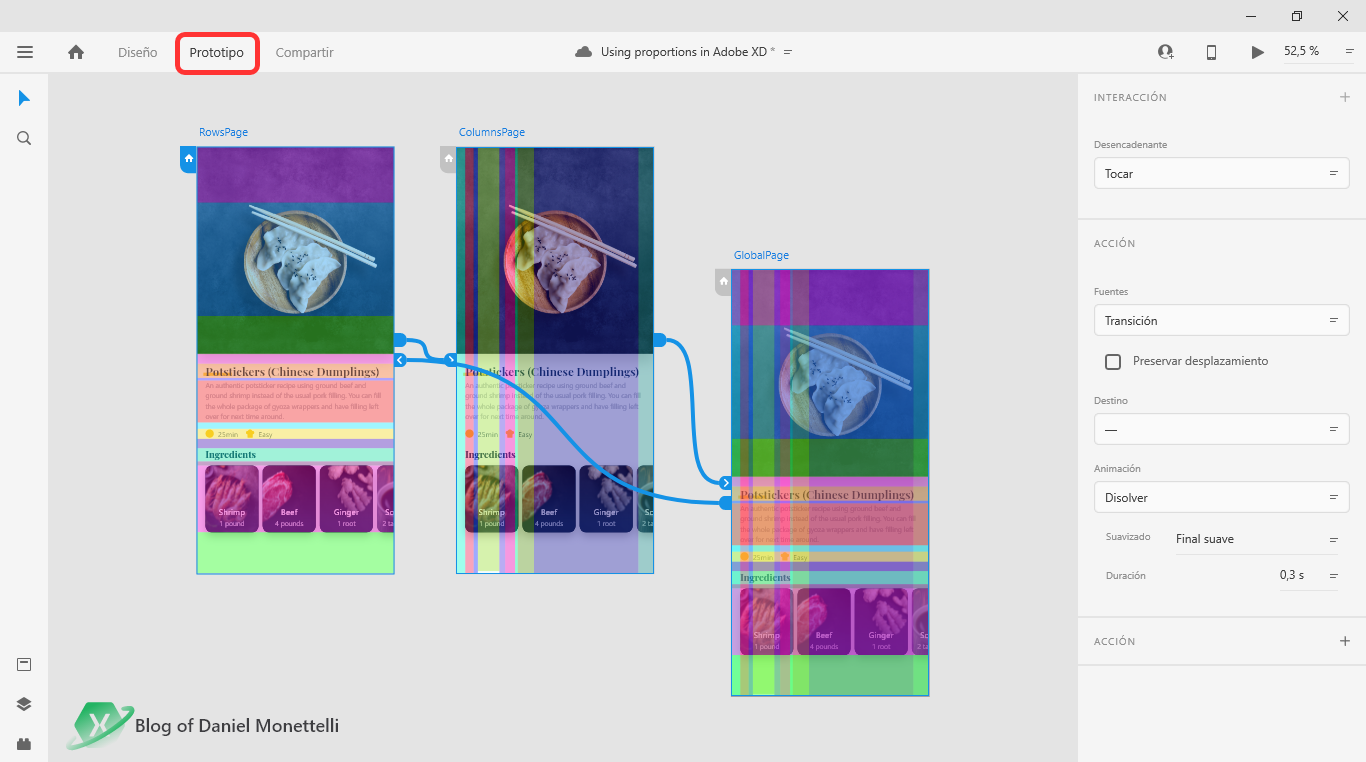 Diseño
Prototipo
Compartir
Using proportions in Adobe XD *
52,5 %
INTERACCIÓN
Desencadenante
Tocar
ACCIÓN
Fuentes
Transición
Preservar desplazamiento
Destino
—
Animación
Disolver
Suavizado
Final suave
Duración
0,3 s
ACCIÓN
RowsPage
Potstickers (Chinese Dumplings)
An authentic potsticker recipe using ground beef and
ground shrimp instead of the usual pork filling. You can fill
the whole package of gyoza wrappers and have filling left
over for next time around.
25min Easy
Ingredients
Shrimp Beef Ginger Sc
1 pound 4 pounds 1 root 2 ta
ColumnsPage
Potstickers (Chinese Dumplings)
An authentic potsticker recipe using ground beef and
ground shrimp instead of the usual pork filling. You can fill
the whole package of gyoza wrappers and have filling left
over for next time around.
25min Easy
Ingredients
Shrimp Beef Ginger Sc
1 pound 4 pounds 1 root 2 ta
GlobalPage
Potstickers (Chinese Dumplings)
An authentic potsticker recipe using ground beef and
ground shrimp instead of the usual pork filling. You can fill
the whole package of gyoza wrappers and have filling left
over for next time around.
25min Easy
Ingredients
Shrimp Beef Ginger Sc
1 pound 4 pounds 1 root 2 ta
X
Blog of Daniel Monettelli